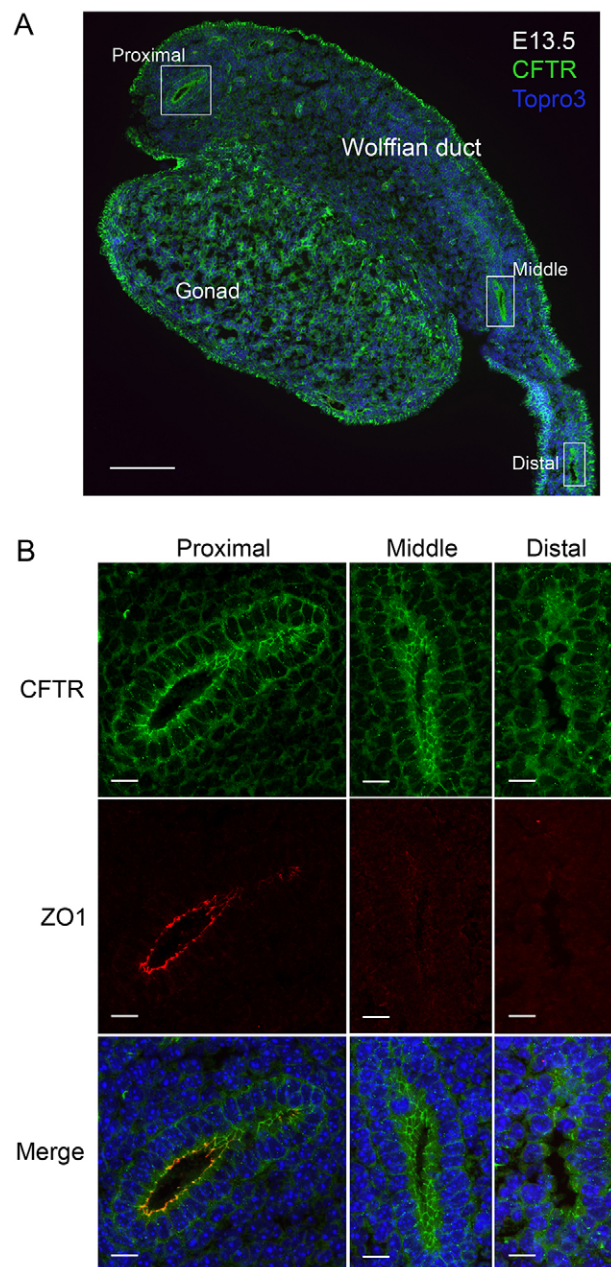 A
E13.5
CFTR
Topro3
Proximal
Wolffian duct
Middle
Gonad
Distal
B
Proximal Middle Distal
CFTR
ZO1
Merge